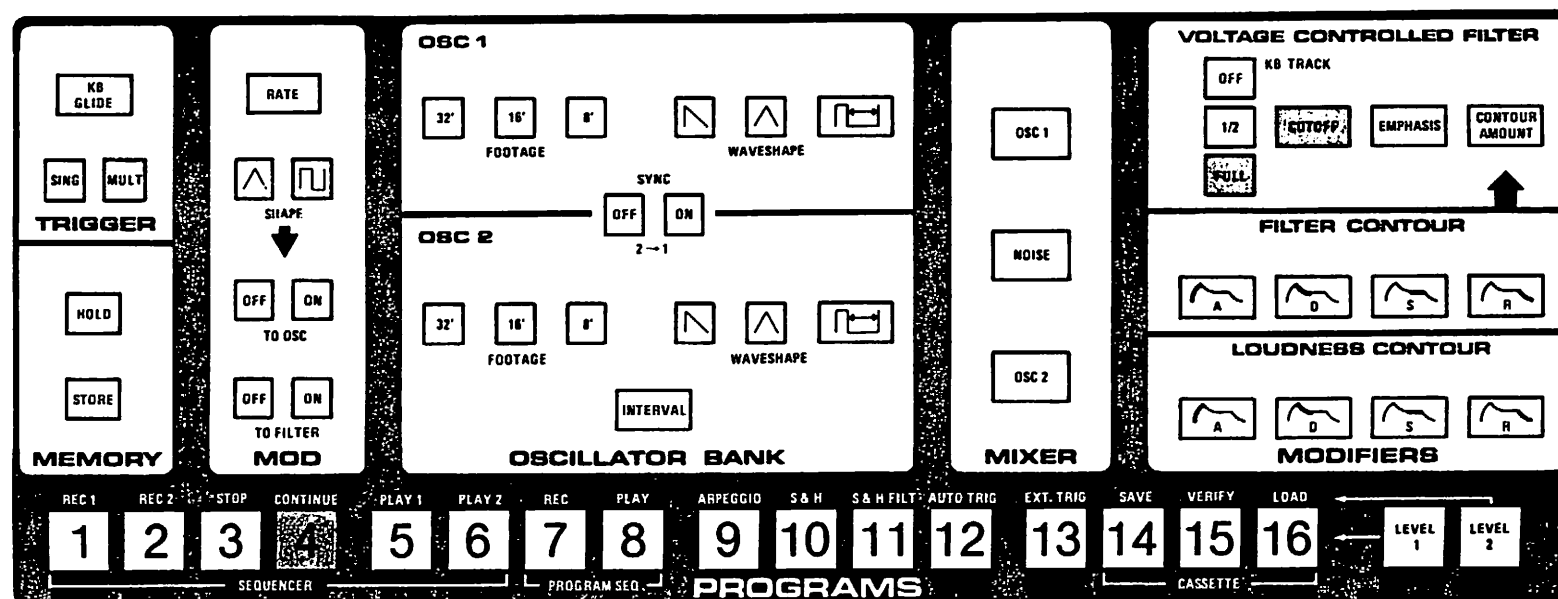 KB GLIDE
SING MULT
TRIGGER
HOLD
STORE
MEMORY
RATE
SHAPE
OFF ON
TO OSC
OFF ON
TO FILTER
MOD
OSC 1
32' 16' 8'
FOOTAGE WAVESHAPE
SYNC
OFF ON
2→1
OSC 2
32' 16' 8'
FOOTAGE WAVESHAPE
INTERVAL
OSCILLATOR BANK
OSC 1
NOISE
OSC 2
MIXER
VOLTAGE CONTROLLED FILTER
KB TRACK
OFF
1/2
FULL
CUTOFF
EMPHASIS
CONTOUR
AMOUNT
FILTER CONTOUR
A D S R
LOUDNESS CONTOUR
A D S R
MODIFIERS
REC 1 REC 2 STOP CONTINUE PLAY 1 PLAY 2 REC PLAY ARPEGGIO S & H S & H FILT AUTO TRIG EXT. TRIG SAVE VERIFY LOAD
1 2 3 4 5 6 7 8 9 10 11 12 13 14 15 16
LEVEL 1
LEVEL 2
SEQUENCER PROGRAM SEQ. PROGRAMS CASSETTE